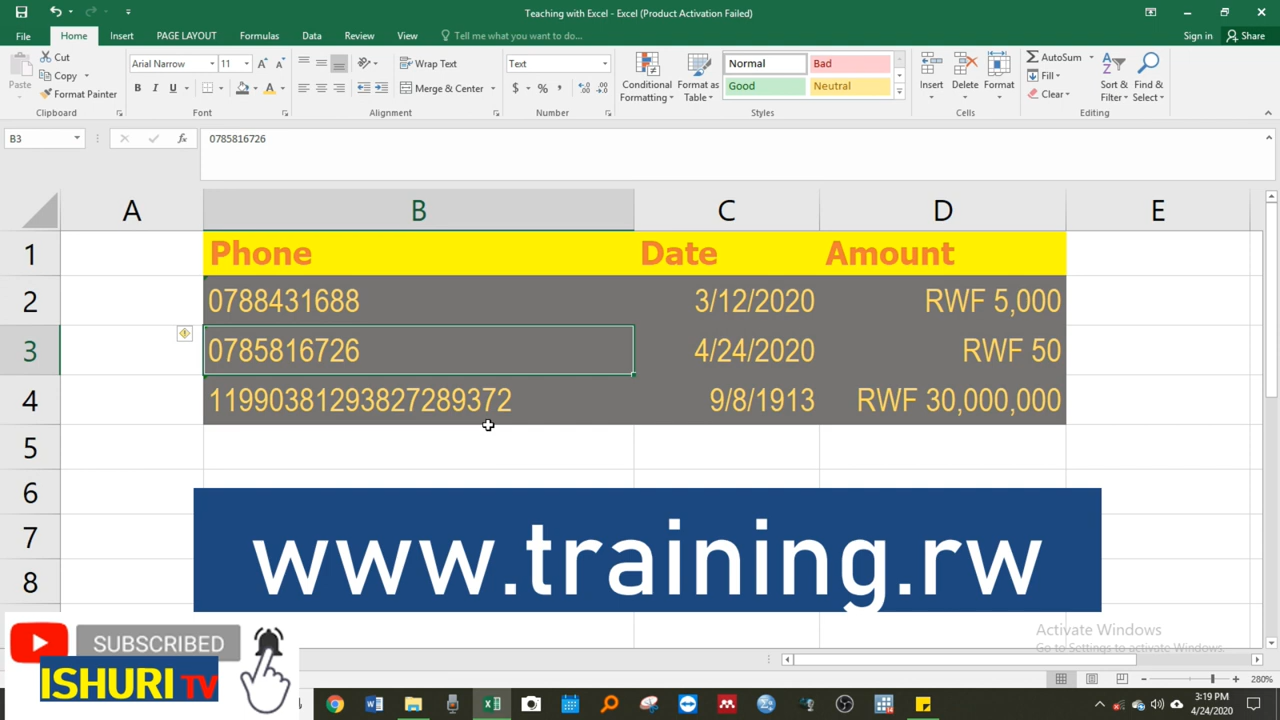 Teaching with Excel - Excel (Product Activation Failed)
File Home Insert PAGE LAYOUT Formulas Data Review View Tell me what you want to do... Sign in Share
Cut
Copy
Format Painter
Paste
Clipboard
Arial Narrow 11
B I U
Font
Wrap Text
Merge & Center
Alignment
Text
$ % ,
Number
Conditional Formatting
Format as Table
Normal Bad
Good Neutral
Styles
Insert Delete Format
Cells
AutoSum
Fill
Clear
Sort & Filter
Find & Select
Editing
B3 fx 0785816726
A B C D E
1 Phone Date Amount
2 0788431688 3/12/2020 RWF 5,000
3 0785816726 4/24/2020 RWF 50
4 11990381293827289372 9/8/1913 RWF 30,000,000
5
6
7
8
www.training.rw
Activate Windows
Go to Settings to activate Windows.
SUBSCRIBED
ISHURI TV
280%
3:19 PM
4/24/2020